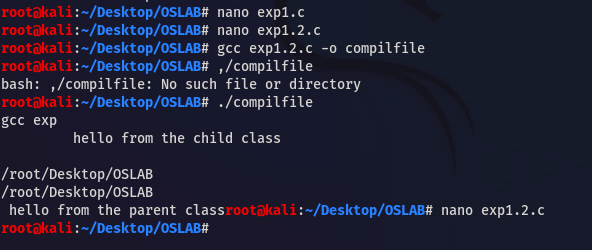 root@kali:~/Desktop/OSLAB# nano exp1.c
root@kali:~/Desktop/OSLAB# nano exp1.2.c
root@kali:~/Desktop/OSLAB# gcc exp1.2.c -o compilfile
root@kali:~/Desktop/OSLAB# ,/compilfile
bash: ,/compilfile: No such file or directory
root@kali:~/Desktop/OSLAB# ./compilfile
gcc exp
hello from the child class
/root/Desktop/OSLAB
/root/Desktop/OSLAB
hello from the parent classroot@kali:~/Desktop/OSLAB# nano exp1.2.c
root@kali:~/Desktop/OSLAB#